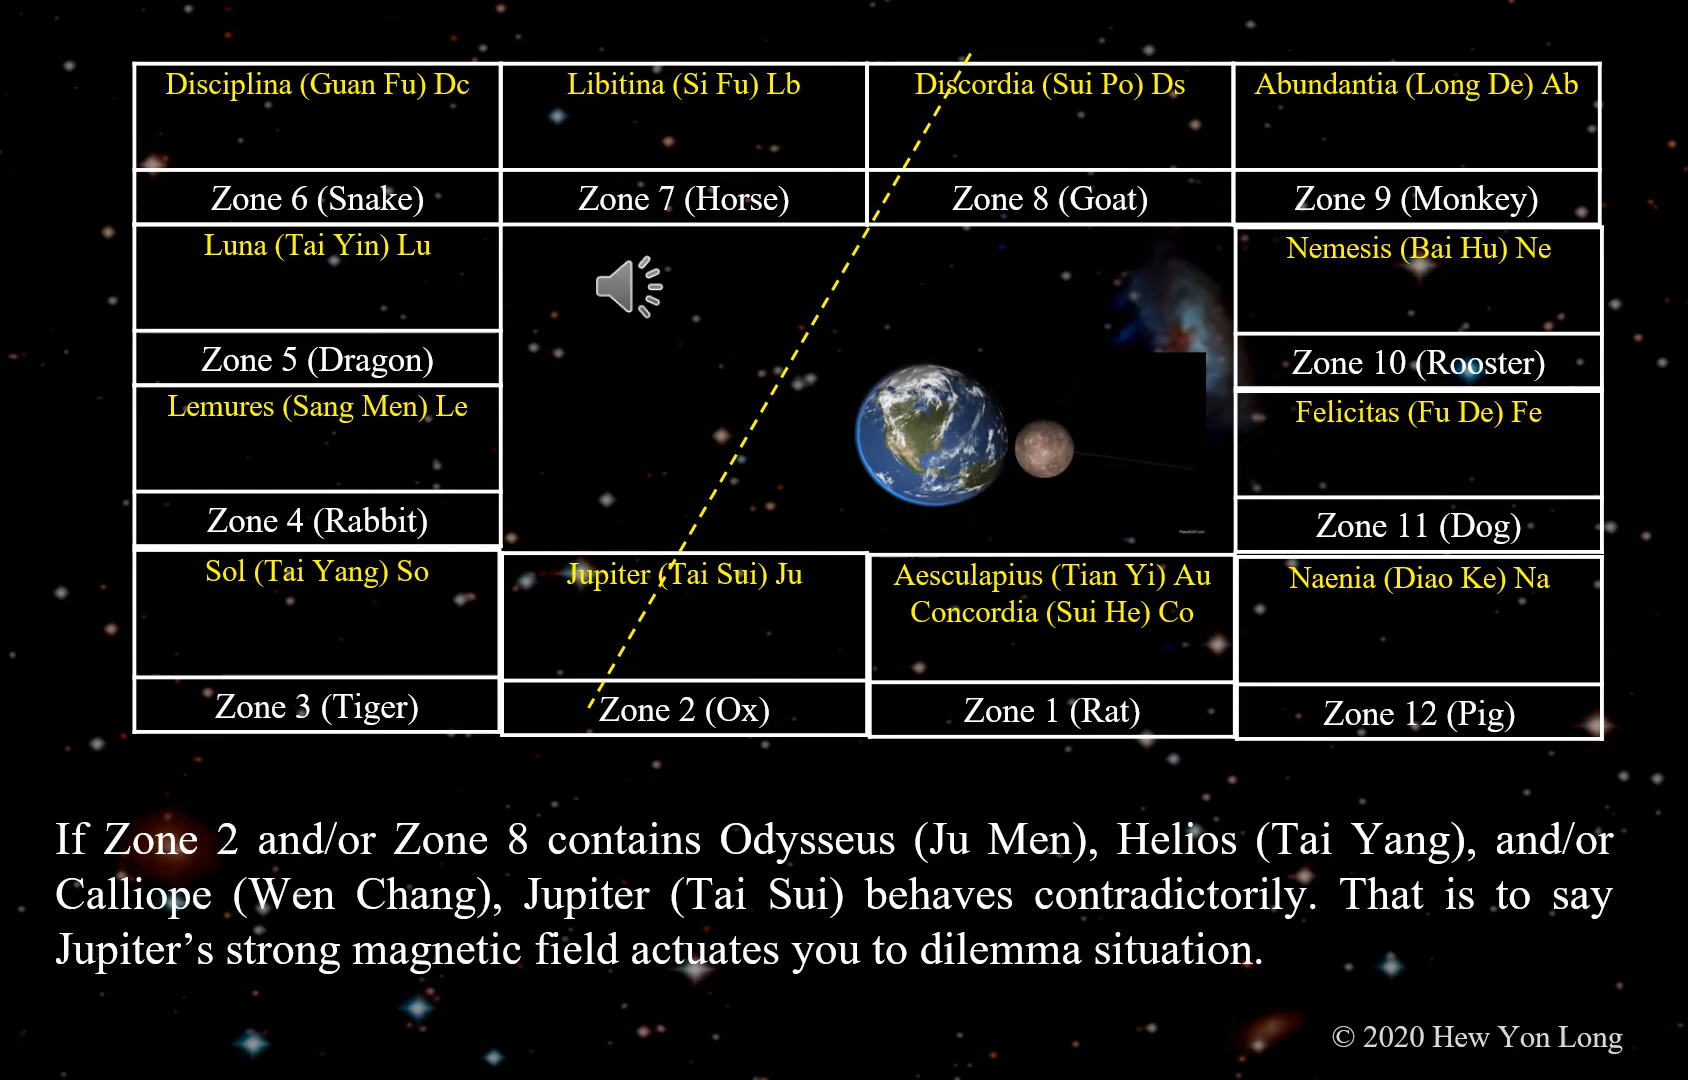 Disciplina (Guan Fu) Dc
Libitina (Si Fu) Lb
Discordia (Sui Po) Ds
Abundantia (Long De) Ab
Zone 6 (Snake)
Zone 7 (Horse)
Zone 8 (Goat)
Zone 9 (Monkey)
Luna (Tai Yin) Lu
Nemesis (Bai Hu) Ne
Zone 5 (Dragon)
Zone 10 (Rooster)
Lemures (Sang Men) Le
Felicitas (Fu De) Fe
Zone 4 (Rabbit)
Zone 11 (Dog)
Sol (Tai Yang) So
Jupiter (Tai Sui) Ju
Aesculapius (Tian Yi) Au
Concordia (Sui He) Co
Naenia (Diao Ke) Na
Zone 3 (Tiger)
Zone 2 (Ox)
Zone 1 (Rat)
Zone 12 (Pig)
If Zone 2 and/or Zone 8 contains Odysseus (Ju Men), Helios (Tai Yang), and/or
Calliope (Wen Chang), Jupiter (Tai Sui) behaves contradictorily. That is to say
Jupiter’s strong magnetic field actuates you to dilemma situation.
© 2020 Hew Yon Long